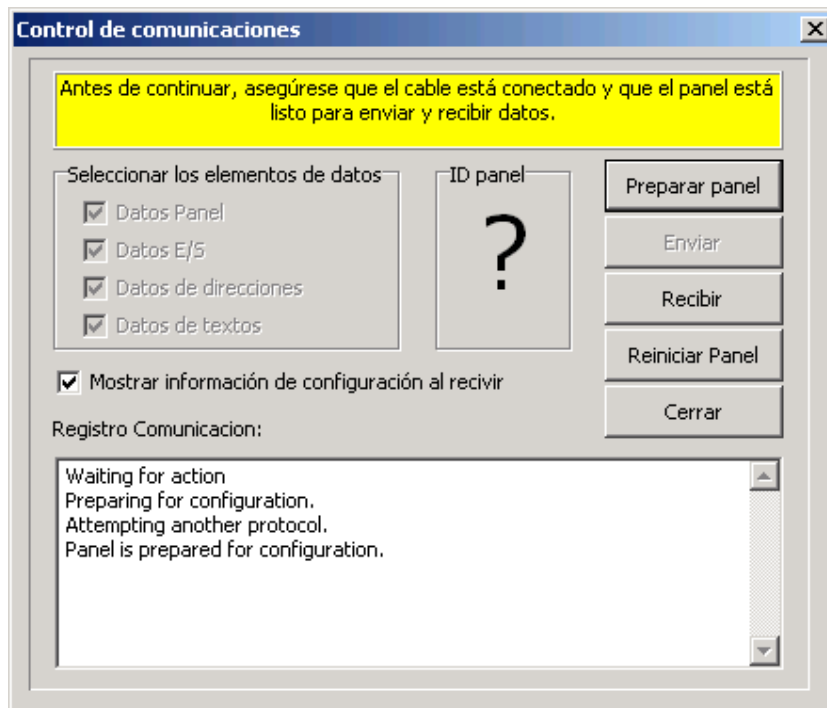 Control de comunicaciones
Antes de continuar, asegúrese que el cable está conectado y que el panel está
listo para enviar y recibir datos.
Seleccionar los elementos de datos
Datos Panel
Datos E/S
Datos de direcciones
Datos de textos
ID panel
?
Preparar panel
Enviar
Recibir
Reiniciar Panel
Cerrar
Mostrar información de configuración al recivir
Registro Comunicacion:
Waiting for action
Preparing for configuration.
Attempting another protocol.
Panel is prepared for configuration.